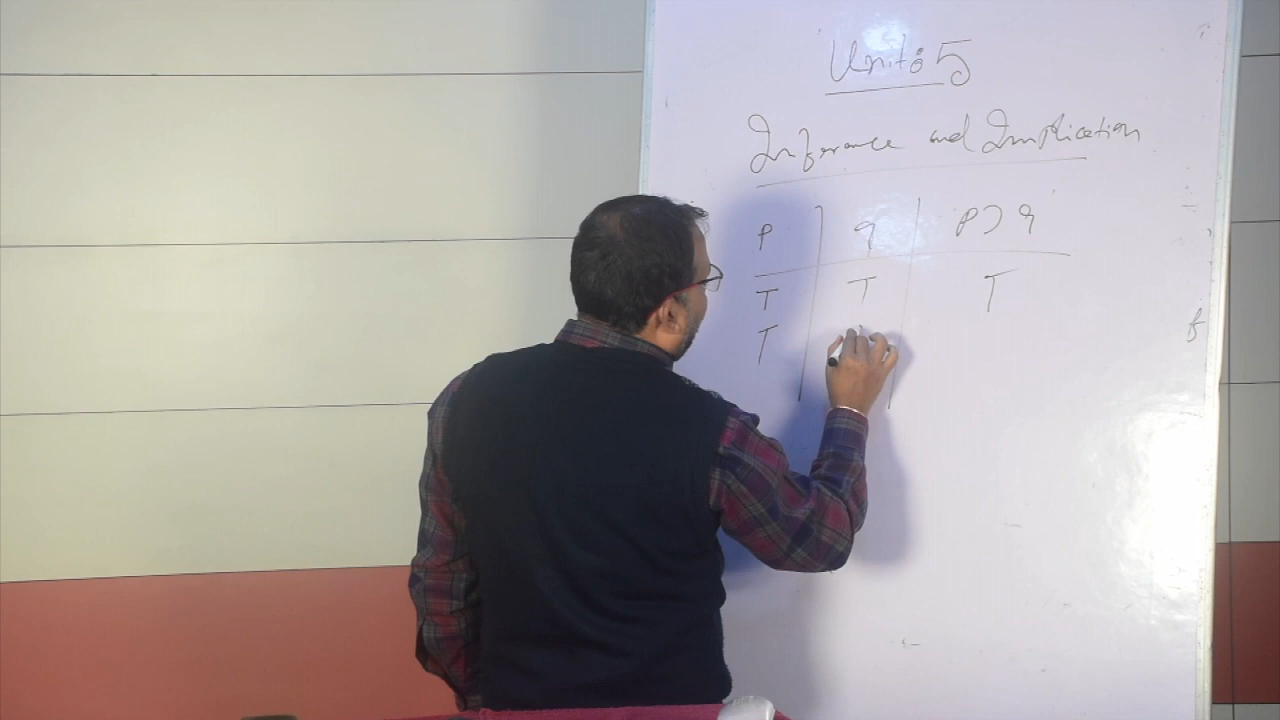 Unit: 5
Inference and Implication
P q P⊃q
T T T
T